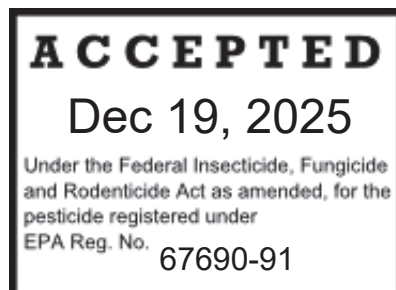 ACCEPTED
Dec 19, 2025
Under the Federal Insecticide, Fungicide
and Rodenticide Act as amended, for the
pesticide registered under
EPA Reg. No. 67690-91